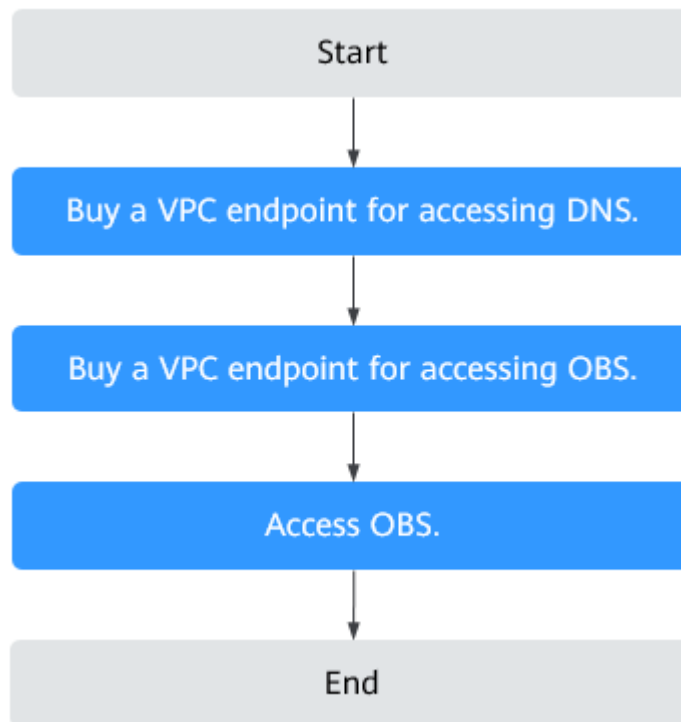 Start
Buy a VPC endpoint for accessing DNS.
Buy a VPC endpoint for accessing OBS.
Access OBS.
End